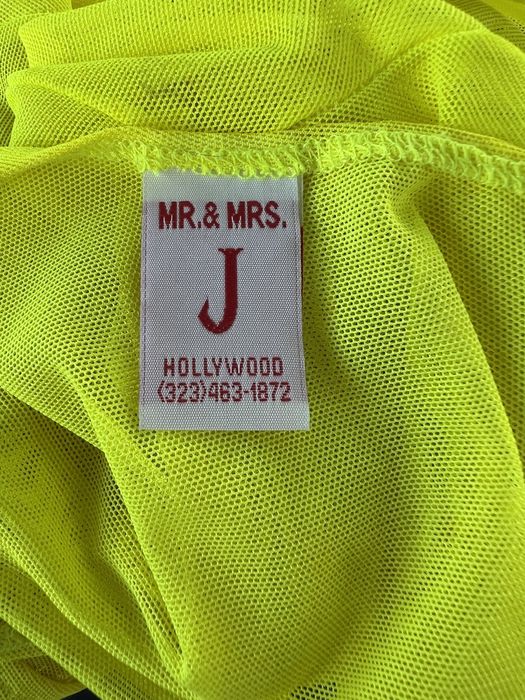 MR.& MRS.
J
HOLLYWOOD
(323)463-1872